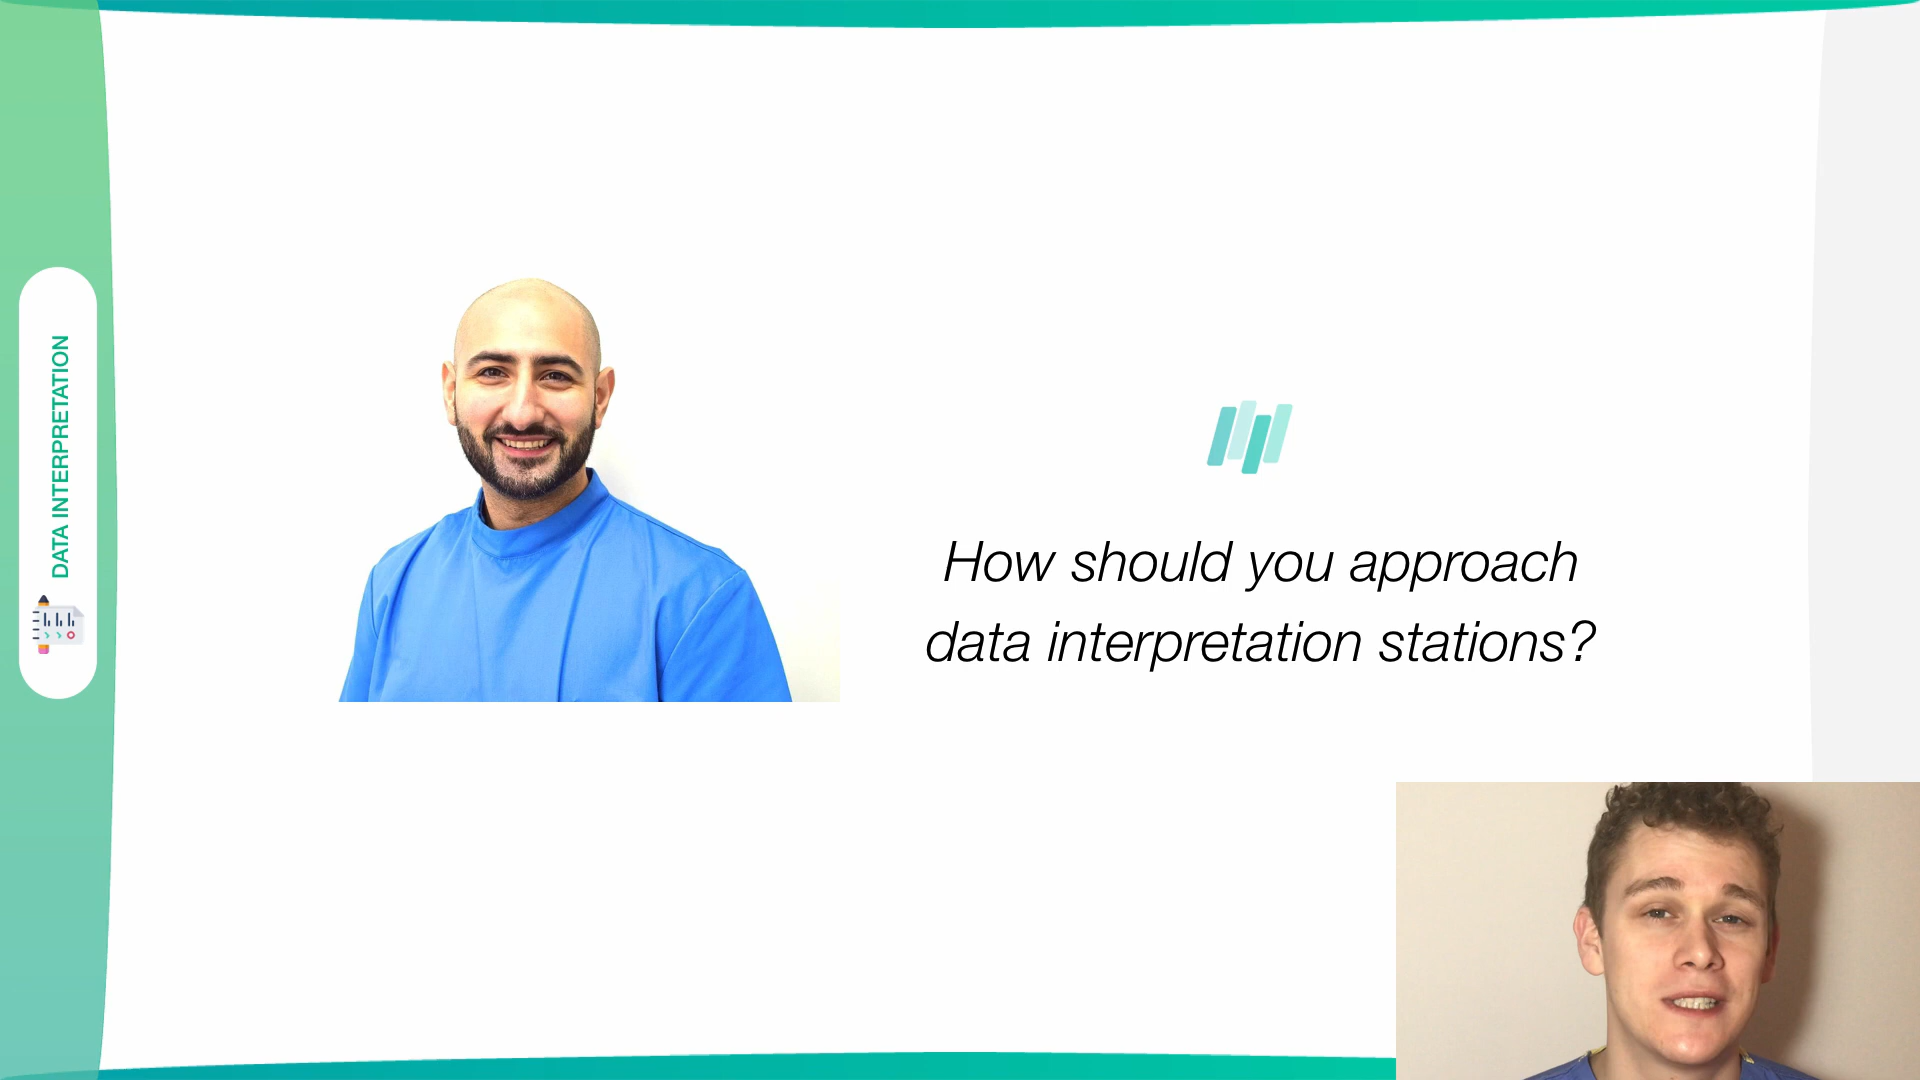 DATA INTERPRETATION
How should you approach
data interpretation stations?